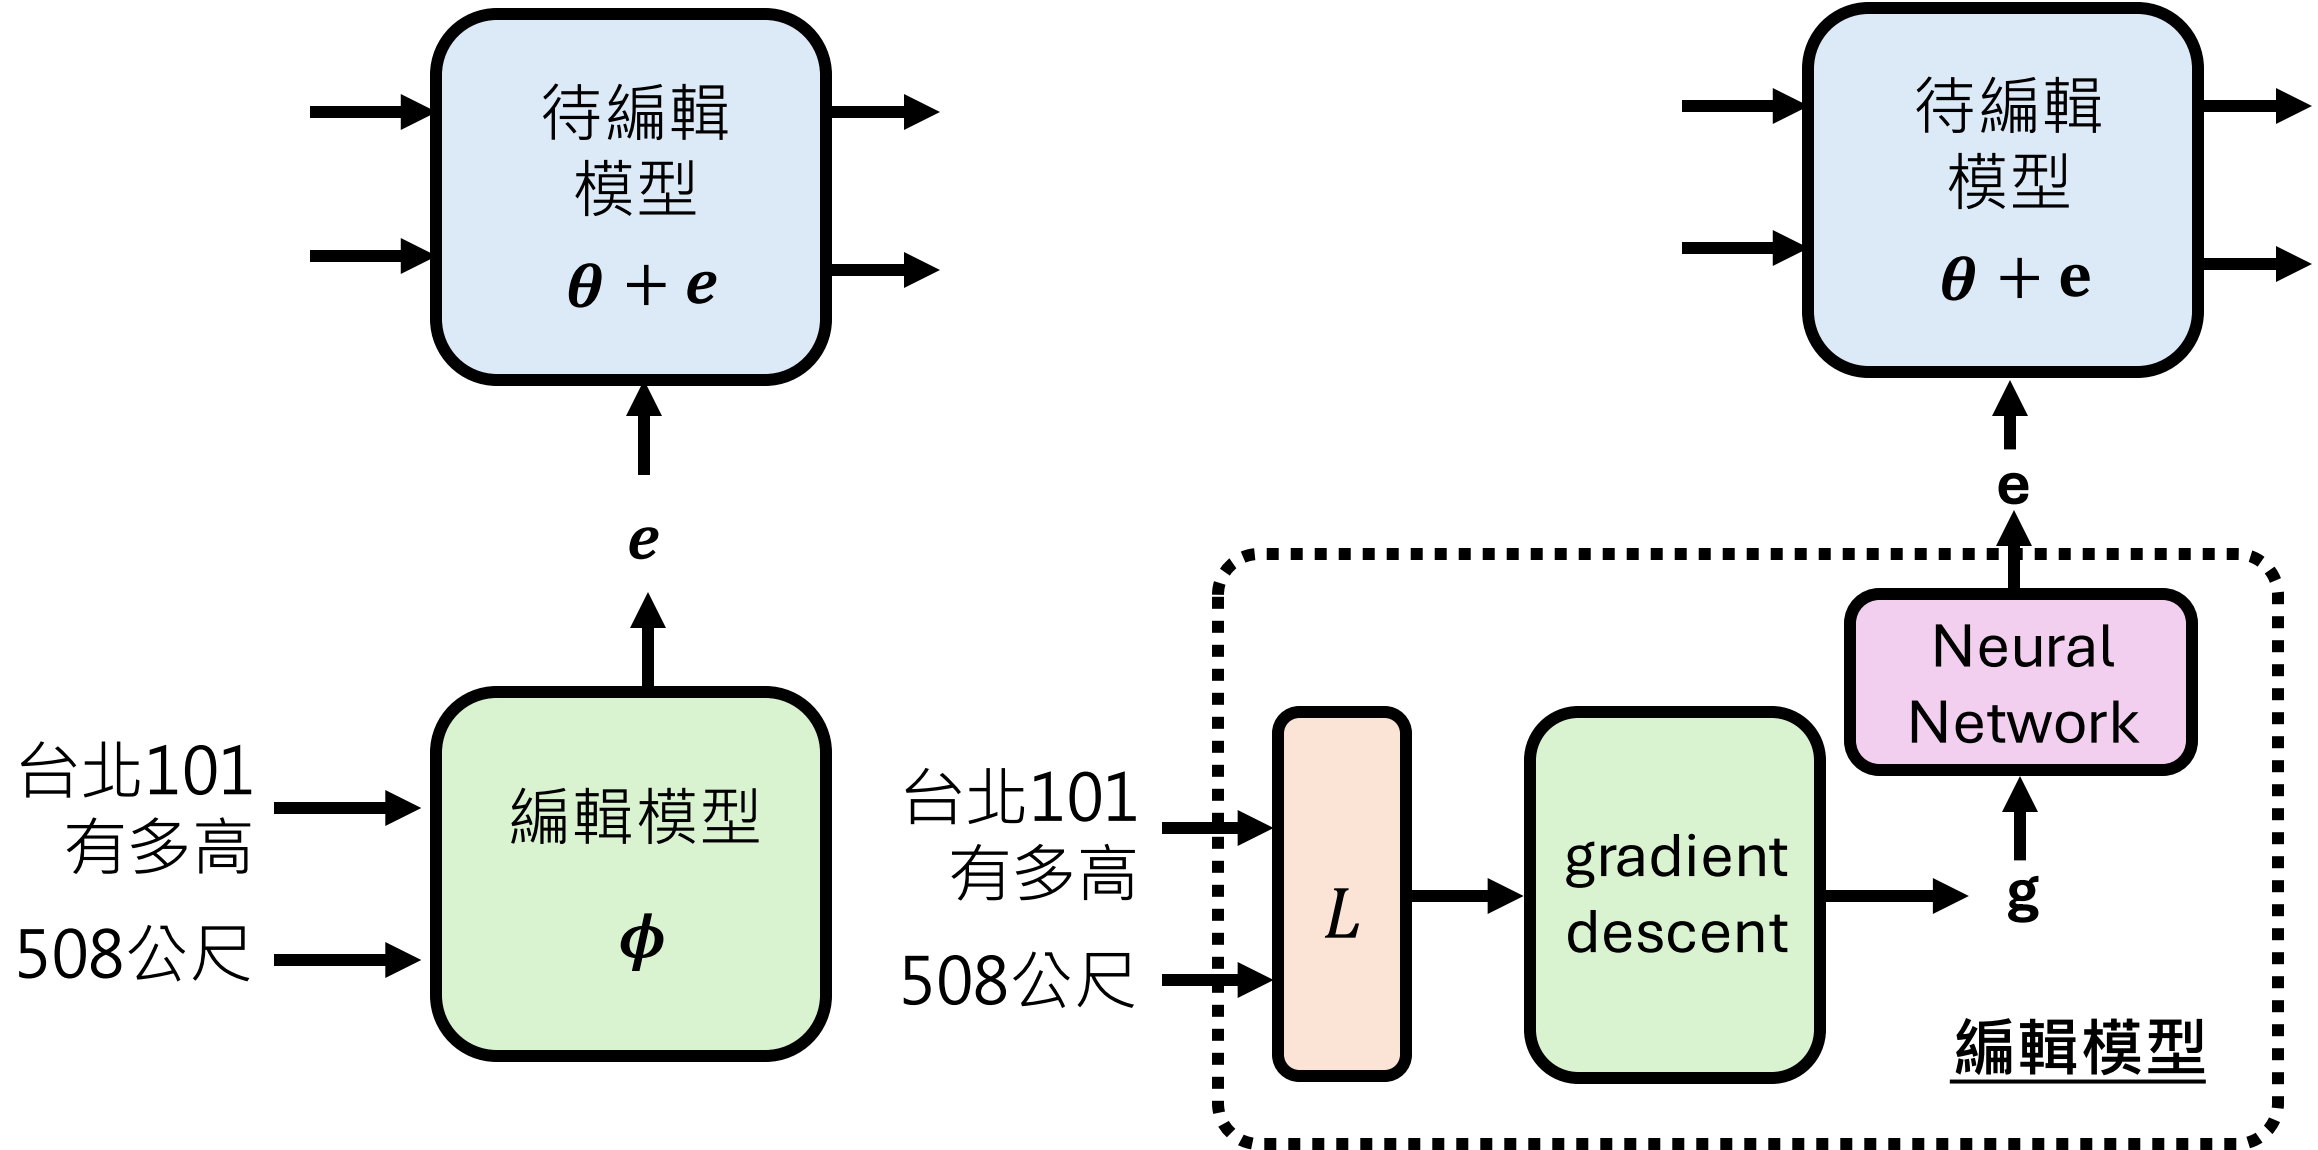 待編輯
模型
θ + e
e
台北101
有多高
508公尺
編輯模型
ϕ
待編輯
模型
θ + e
e
Neural
Network
台北101
有多高
508公尺
L
gradient
descent
g
編輯模型